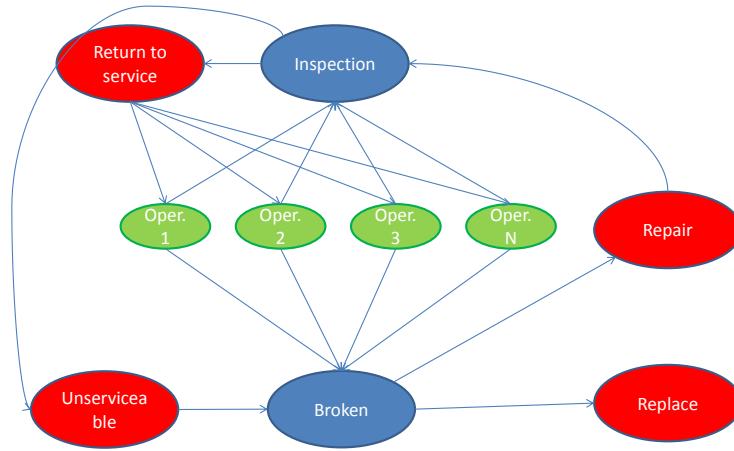 Return to
service
Inspection
Oper.
1
Oper.
2
Oper.
3
Oper.
N
Repair
Unservicea
ble
Broken
Replace